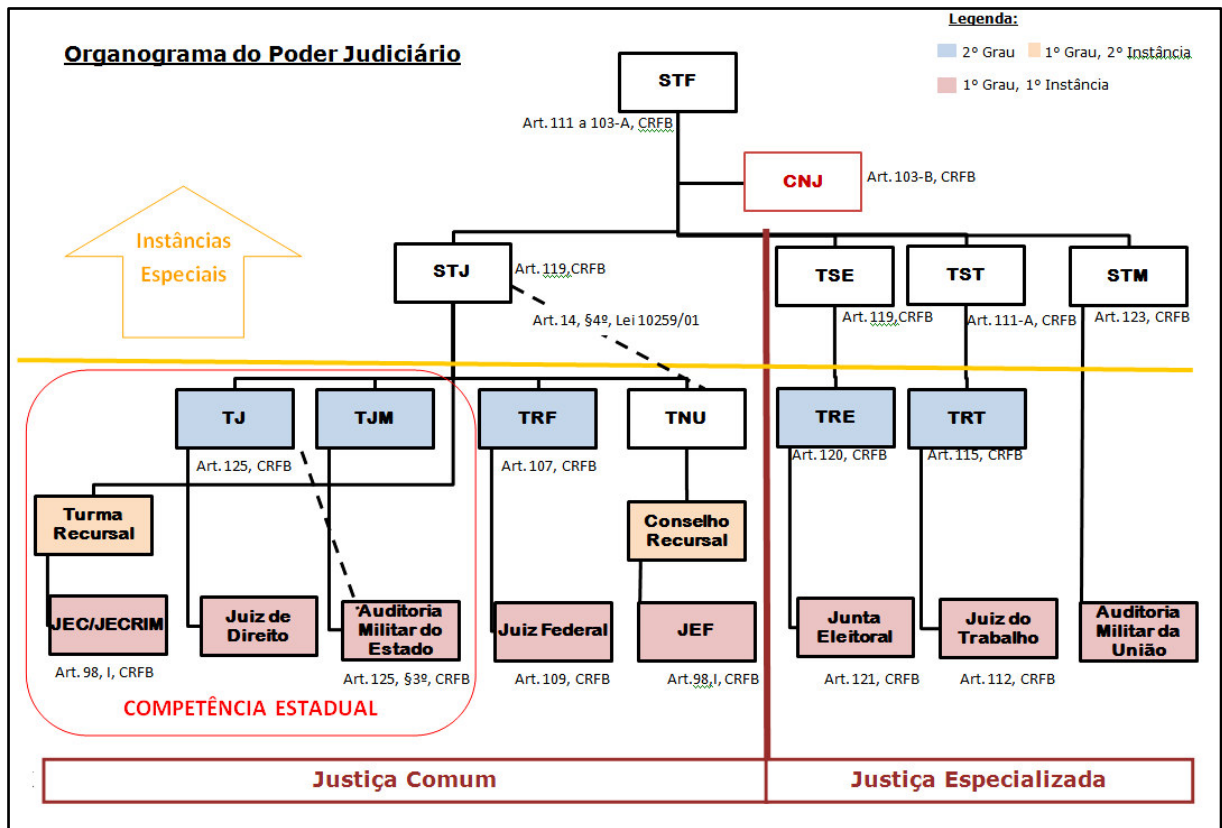 Legenda:
Organograma do Poder Judiciário
2° Grau
1° Grau, 2° Instância
1° Grau, 1° Instância
STF
Art. 111 a 103-A, CRFB
CNJ
Art. 103-B, CRFB
Instâncias
Especiais
STJ
Art. 119,CRFB
TSE
TST
STM
Art. 119,CRFB
Art. 111-A, CRFB
Art. 123, CRFB
Art. 14, §4º, Lei 10259/01
TJ
TJM
TRF
TNU
TRE
TRT
Art. 125, CRFB
Art. 107, CRFB
Art. 120, CRFB
Art. 115, CRFB
Turma
Recursal
Conselho
Recursal
JEC/JECRIM
Juiz de
Direito
Auditoria
Militar do
Estado
Juiz Federal
JEF
Junta
Eleitoral
Juiz do
Trabalho
Auditoria
Militar da
União
Art. 98, I, CRFB
Art. 125, §3º, CRFB
Art. 109, CRFB
Art.98,I, CRFB
Art. 121, CRFB
Art. 112, CRFB
COMPETÊNCIA ESTADUAL
Justiça Comum
Justiça Especializada